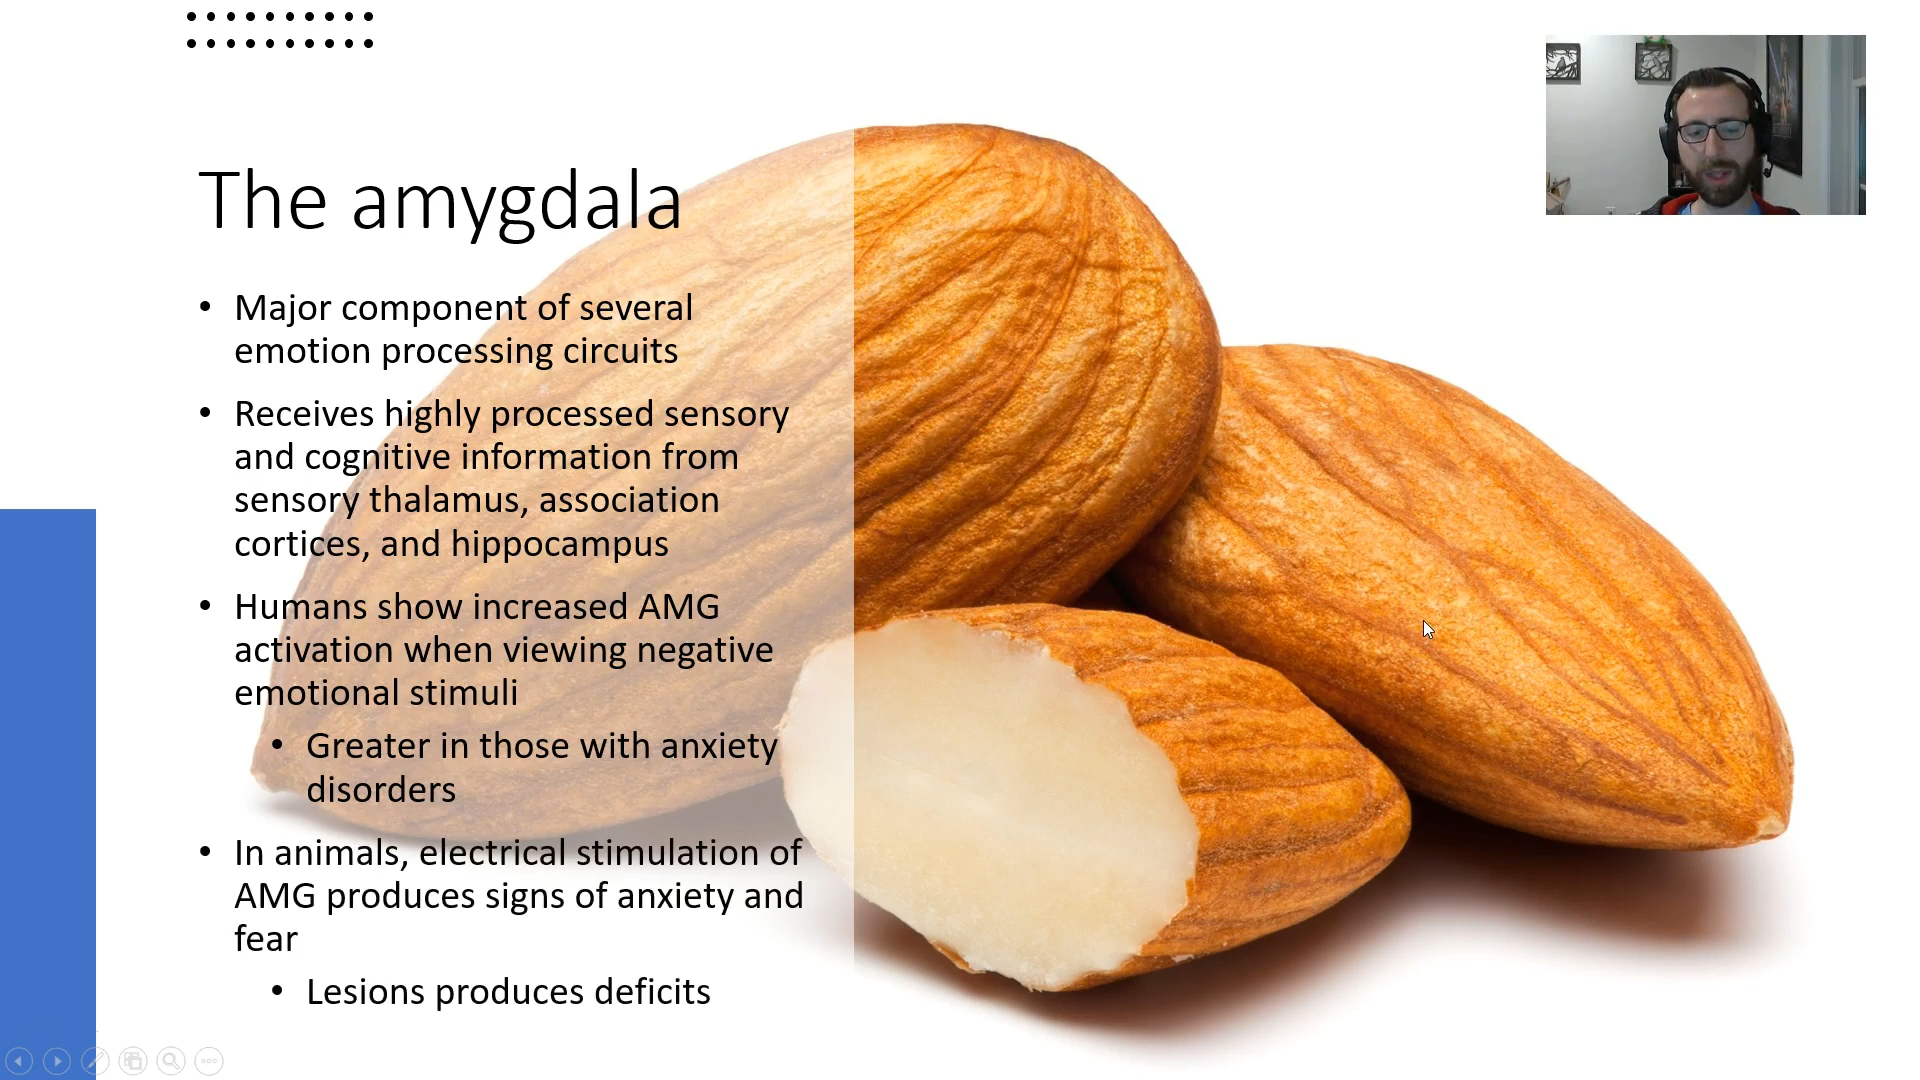 The amygdala
• Major component of several
emotion processing circuits
• Receives highly processed sensory
and cognitive information from
sensory thalamus, association
cortices, and hippocampus
• Humans show increased AMG
activation when viewing negative
emotional stimuli
• Greater in those with anxiety
disorders
• In animals, electrical stimulation of
AMG produces signs of anxiety and
fear
• Lesions produces deficits